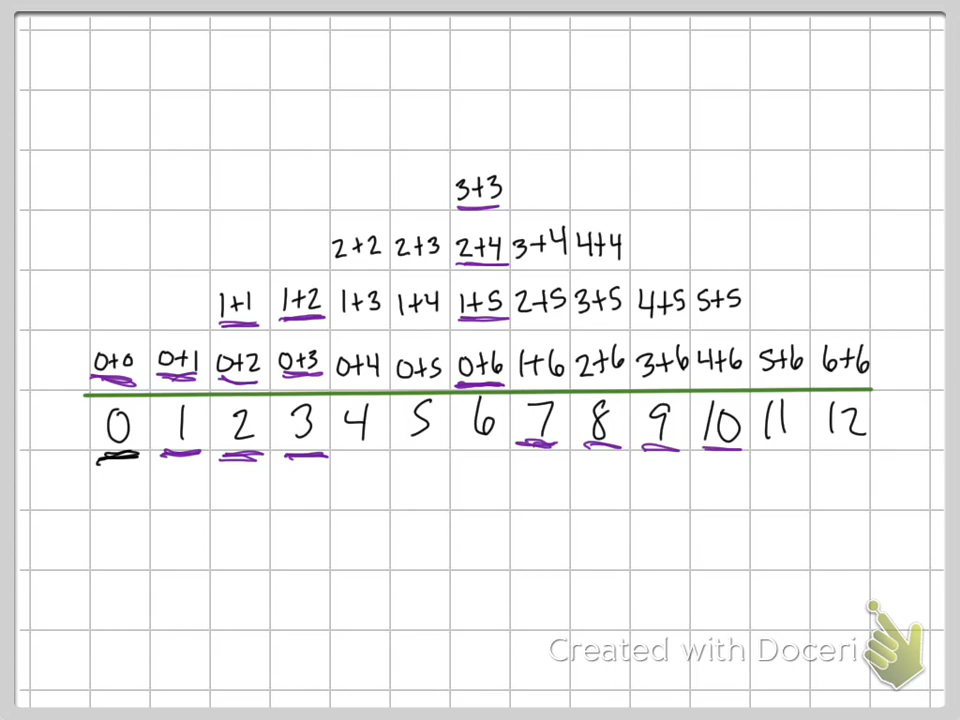 3+3
2+2 2+3 2+4 3+4 4+4
1+1 1+2 1+3 1+4 1+5 2+5 3+5 4+5 5+5
0+0 0+1 0+2 0+3 0+4 0+5 0+6 1+6 2+6 3+6 4+6 5+6 6+6
0 1 2 3 4 5 6 7 8 9 10 11 12
Created with Doceri